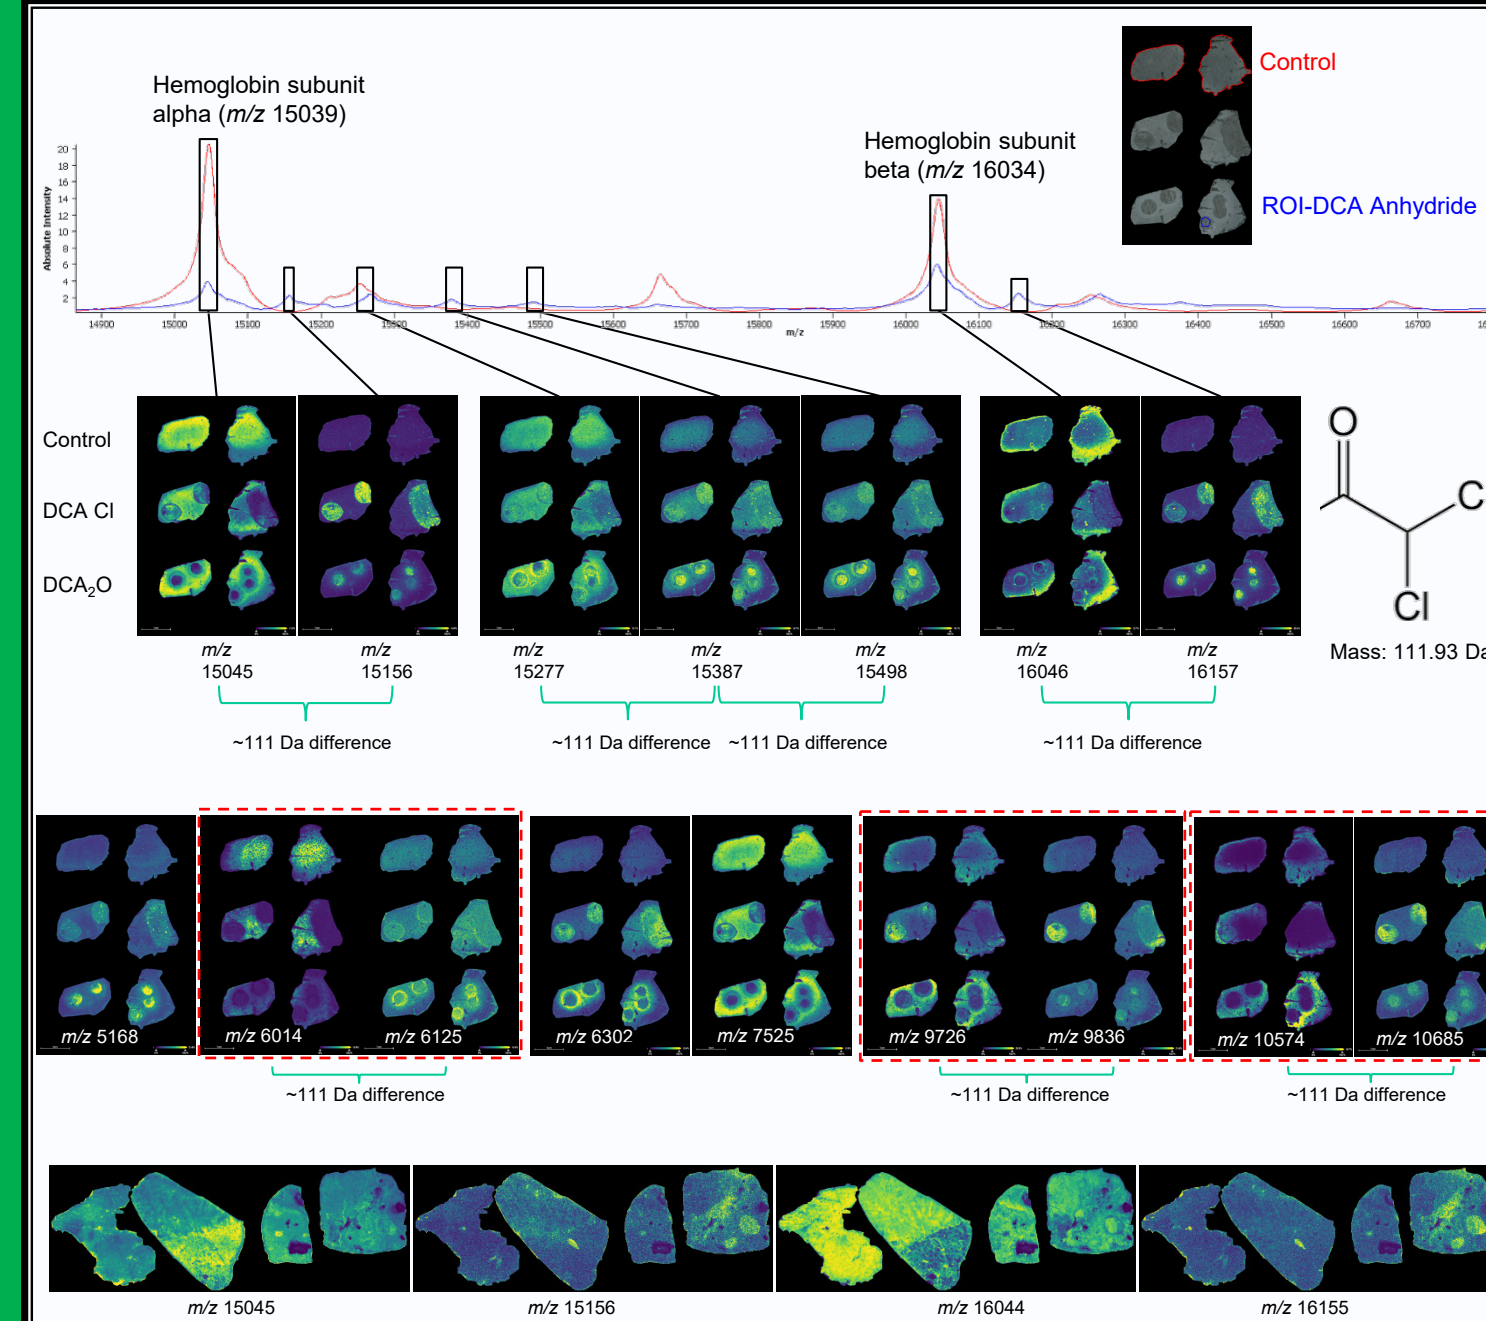 Control
Hemoglobin subunit
alpha (m/z 15039)
Hemoglobin subunit
beta (m/z 16034)
ROI-DCA Anhydride
Absolute Intensity
20
18
16
14
12
10
8
6
4
2
14900 15000 15100 15200 15300 15400 15500 15600 15700 15800 15900 16000 16100 16200 16300 16400 16500 16600 16700
m/z
Control
DCA Cl
DCA₂O
O
C
Cl
Mass: 111.93 Da
m/z m/z m/z m/z m/z m/z m/z
15045 15156 15277 15387 15498 16046 16157
~111 Da difference ~111 Da difference ~111 Da difference ~111 Da difference
m/z 5168 m/z 6014 m/z 6125 m/z 6302 m/z 7525 m/z 9726 m/z 9836 m/z 10574 m/z 10685
~111 Da difference ~111 Da difference ~111 Da difference
m/z 15045 m/z 15156 m/z 16044 m/z 16155